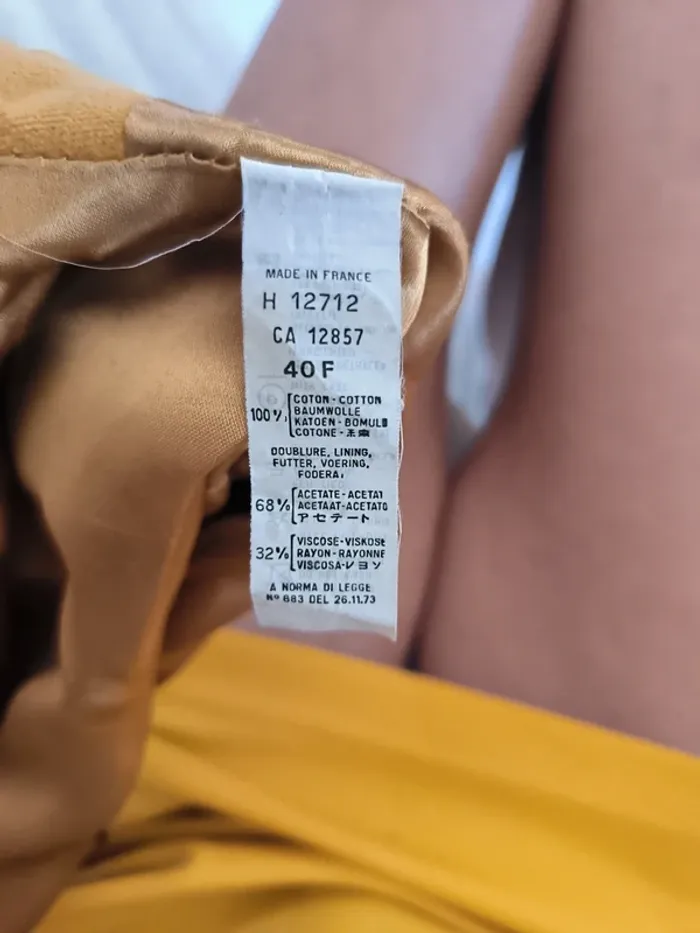 MADE IN FRANCE
H 12712
CA 12857
40 F
100% COTON - COTTON
BAUMWOLLE
KATOEN - BOMULD
COTONE - 木綿
DOUBLURE, LINING,
FUTTER, VOERING,
FODERA,
68% ACETATE - ACETAT
ACETAAT - ACETATO
アセテート
32% VISCOSE - VISKOSE
RAYON - RAYONNE
VISCOSA - レヨン
A NORMA DI LEGGE
Nº 883 DEL 26.11.73